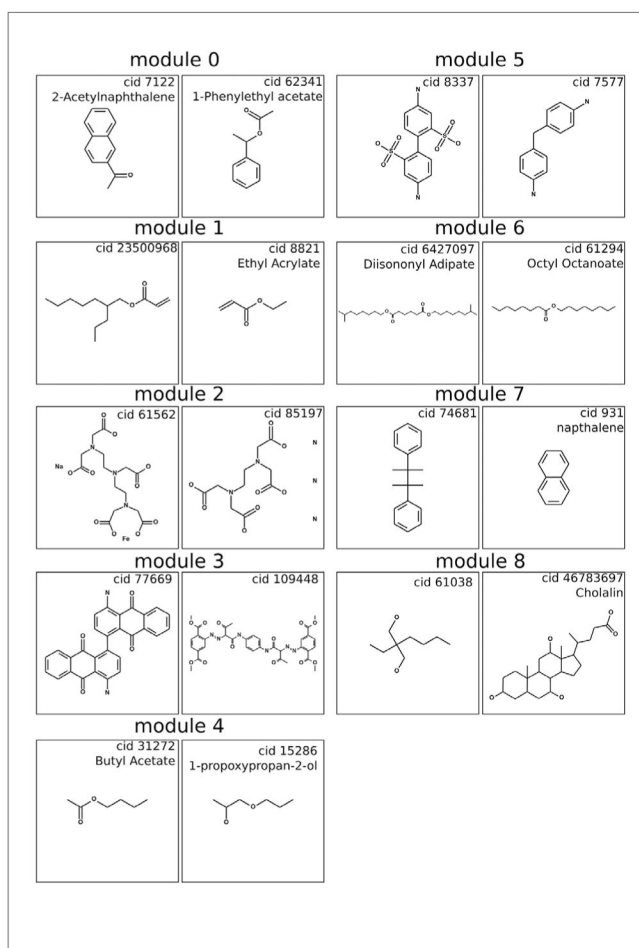 module 0
cid 7122
2-Acetylnaphthalene
cid 62341
1-Phenylethyl acetate
module 5
cid 8337
cid 7577
module 1
cid 23500968
cid 8821
Ethyl Acrylate
module 6
cid 6427097
Diisononyl Adipate
cid 61294
Octyl Octanoate
module 2
cid 61562
Na
Fe
cid 85197
N
N
N
module 7
cid 74681
cid 931
napthalene
module 3
cid 77669
cid 109448
module 8
cid 61038
cid 46783697
Cholalin
module 4
cid 31272
Butyl Acetate
cid 15286
1-propoxypropan-2-ol